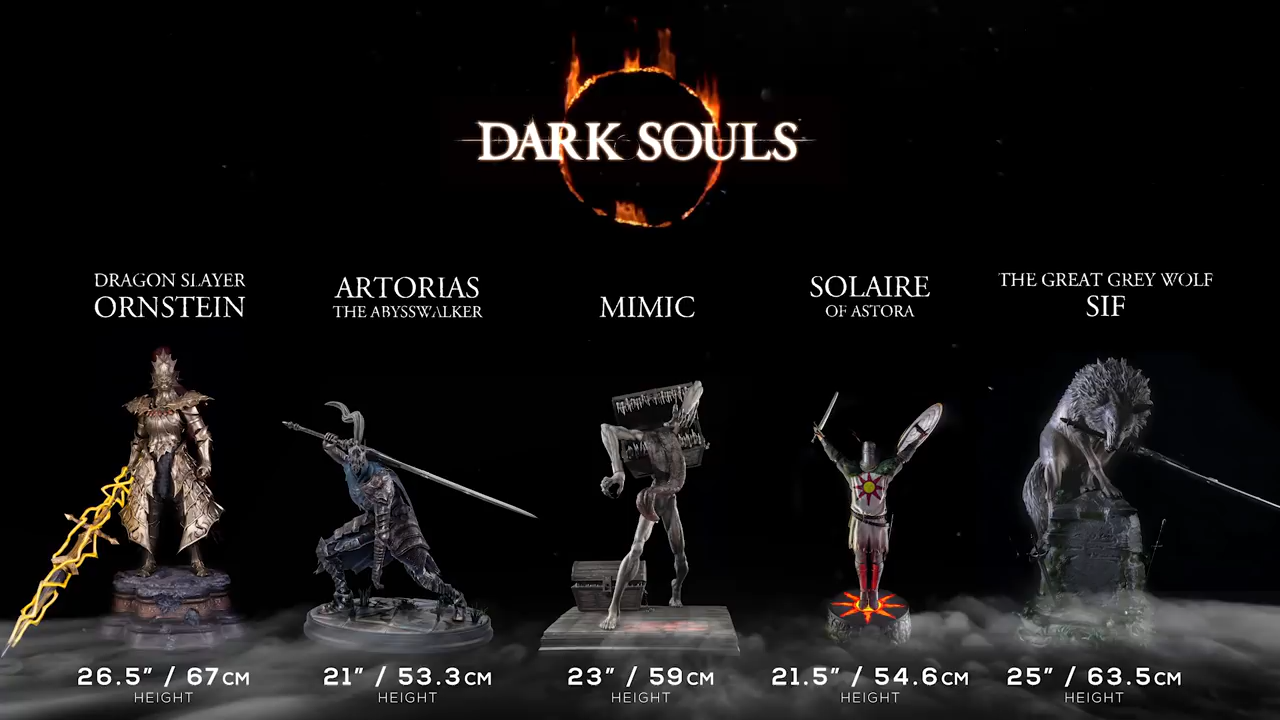 DARK SOULS
DRAGON SLAYER
ORNSTEIN
ARTORIAS
THE ABYSSWALKER
MIMIC
SOLAIRE
OF ASTORA
THE GREAT GREY WOLF
SIF
26.5” / 67CM
HEIGHT
21” / 53.3CM
HEIGHT
23” / 59CM
HEIGHT
21.5” / 54.6CM
HEIGHT
25” / 63.5CM
HEIGHT